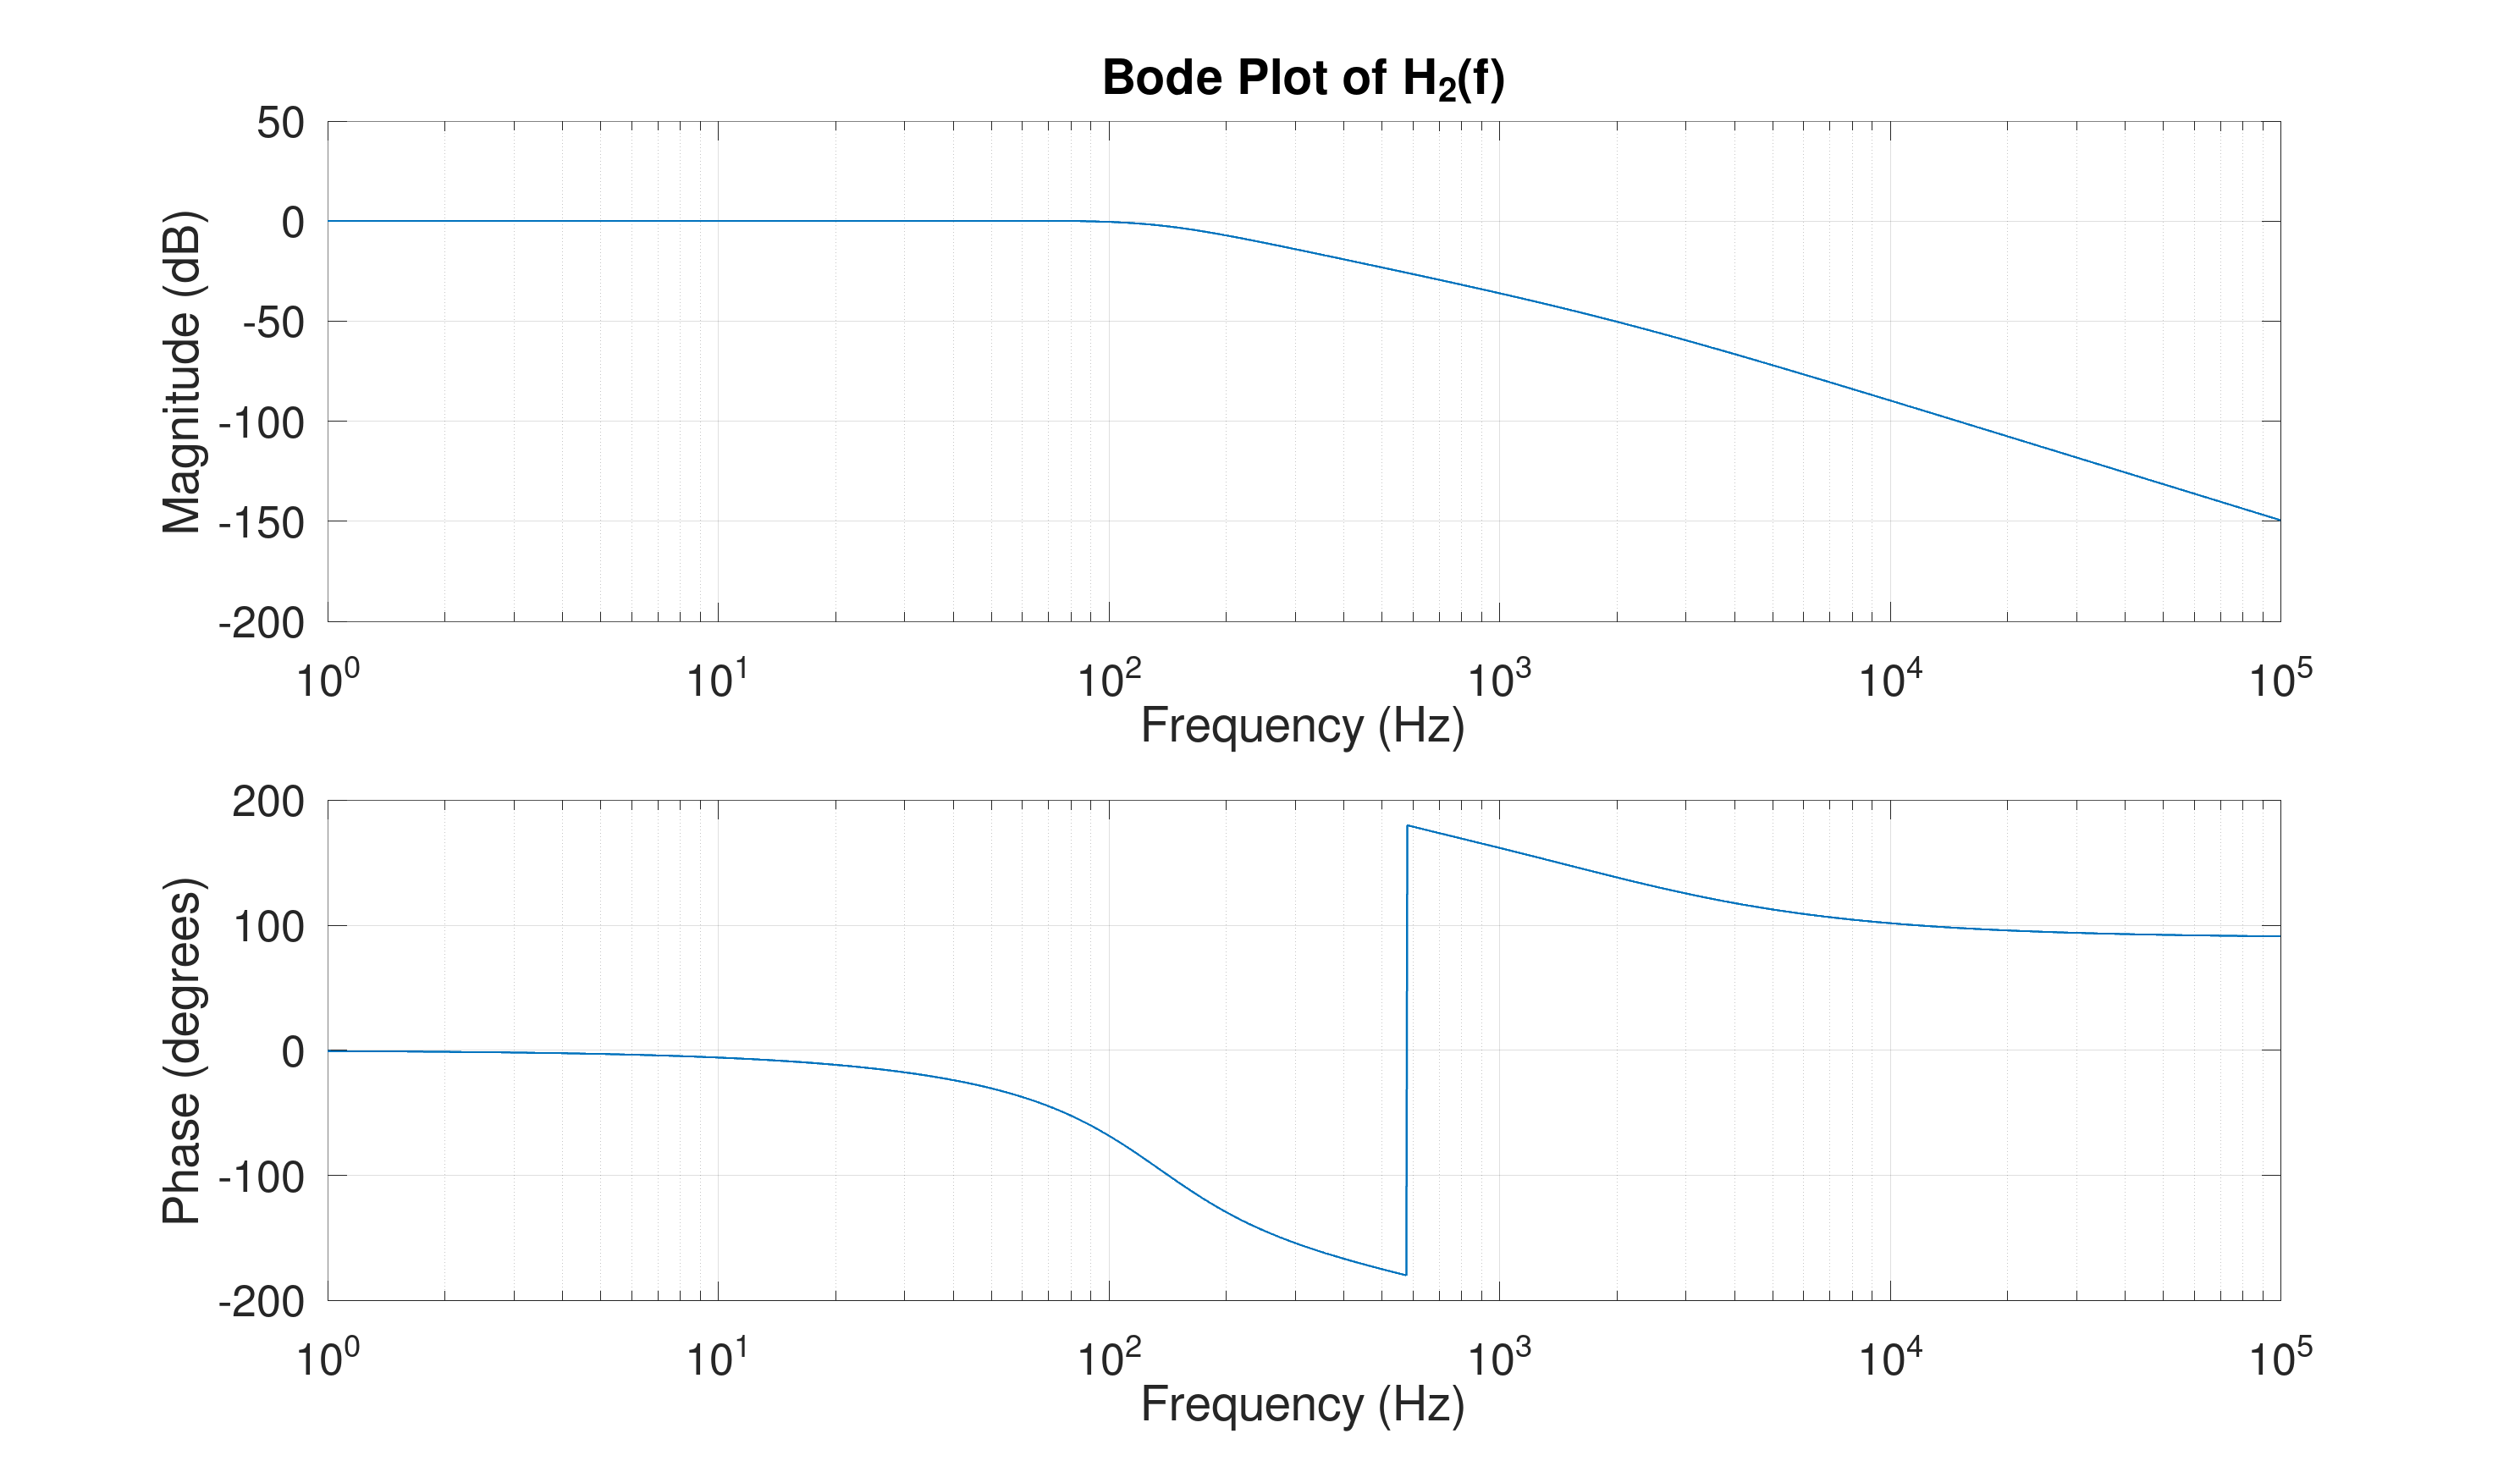 Bode Plot of H₂(f)
50
0
-50
-100
-150
-200
Magnitude (dB)
10⁰ 10¹ 10² 10³ 10⁴ 10⁵
Frequency (Hz)
200
100
0
-100
-200
Phase (degrees)
10⁰ 10¹ 10² 10³ 10⁴ 10⁵
Frequency (Hz)